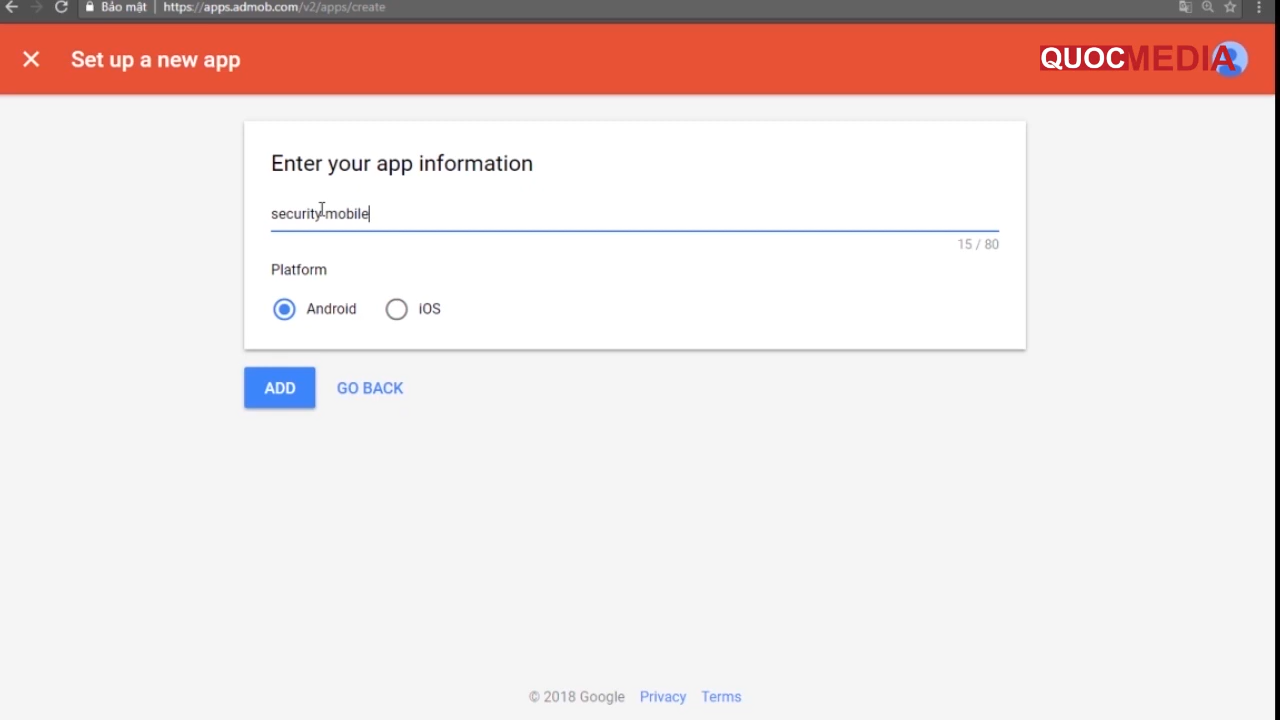 Bảo mật https://apps.admob.com/v2/apps/create
Set up a new app
QUOCMEDIA
Enter your app information
security mobile
15 / 80
Platform
Android iOS
ADD GO BACK
© 2018 Google Privacy Terms